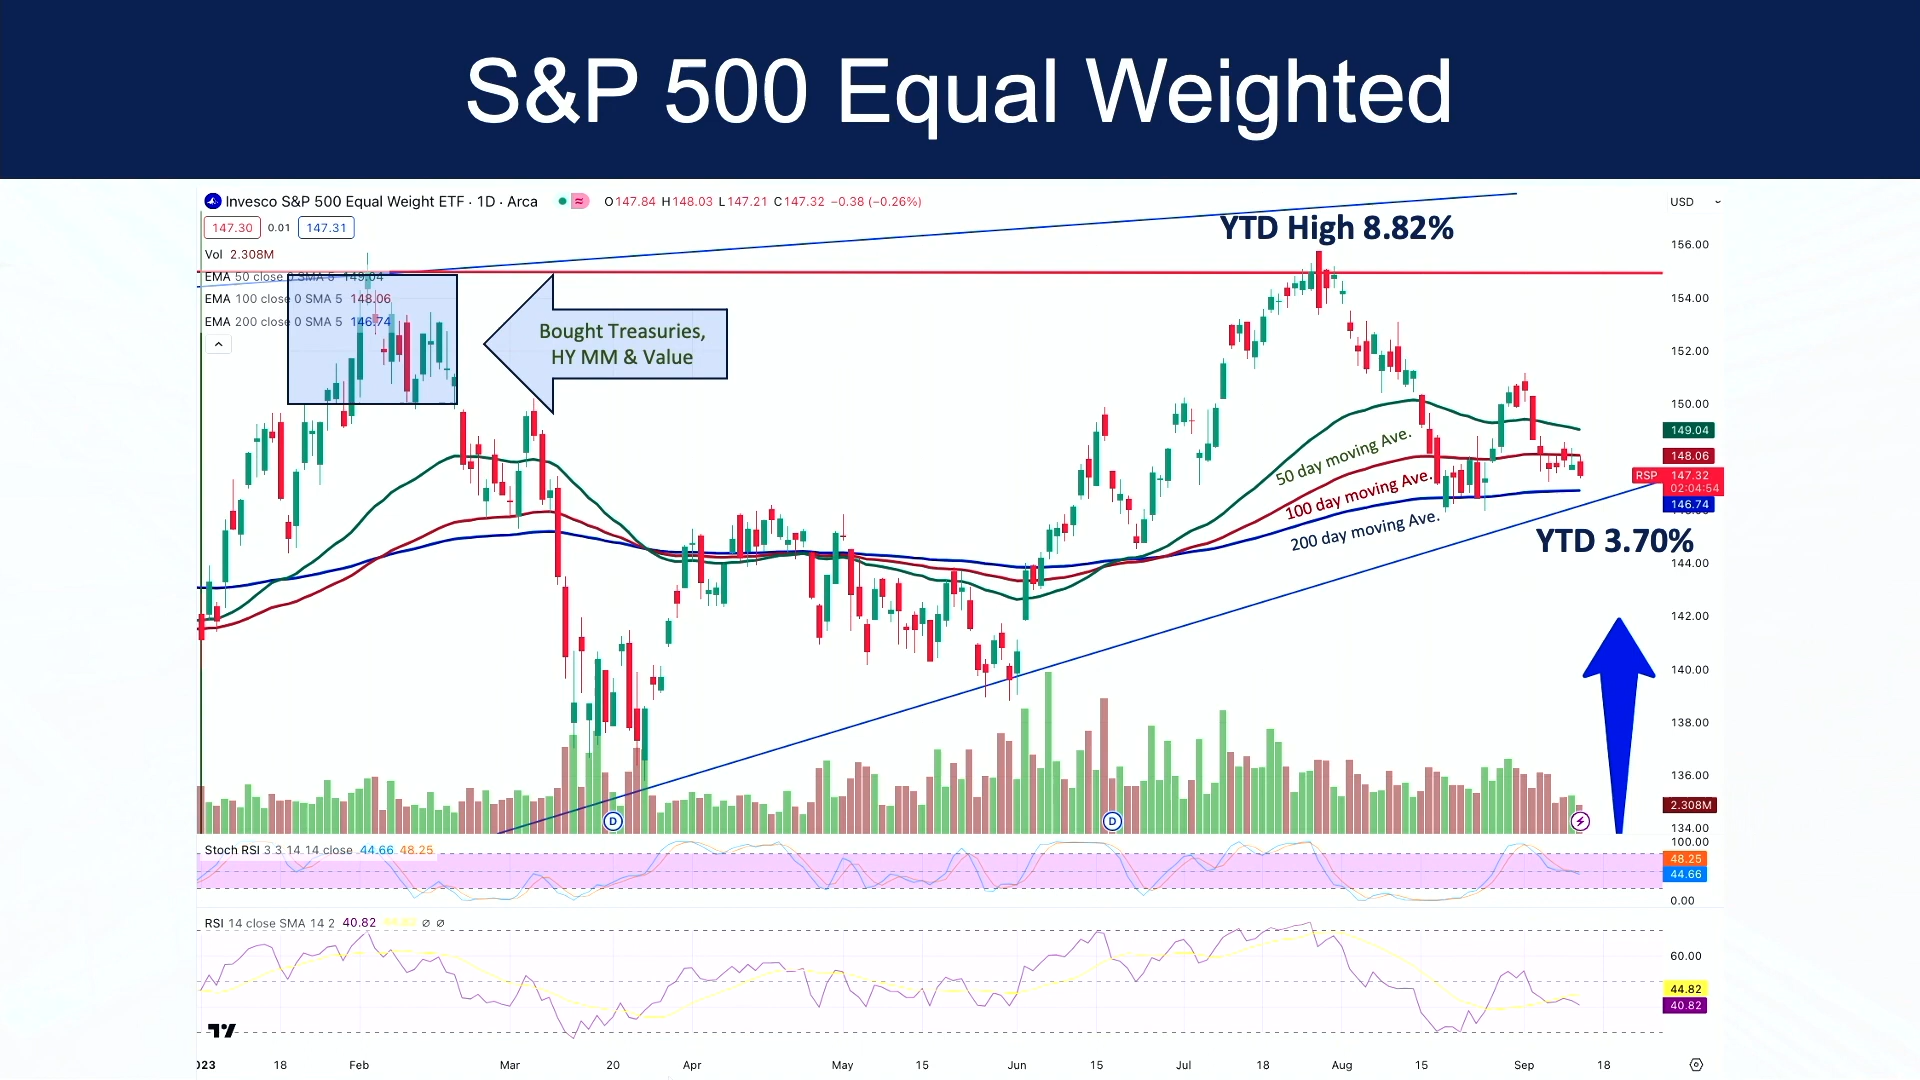 S&P 500 Equal Weighted
Invesco S&P 500 Equal Weight ETF · 1D · Arca
O147.84 H148.03 L147.21 C147.32 −0.38 (−0.26%)
USD
147.30 0.01 147.31
YTD High 8.82%
Vol 2.308M
EMA 50 close 0 SMA 5 149.04
EMA 100 close 0 SMA 5 148.06
EMA 200 close 0 SMA 5 146.74
Bought Treasuries,
HY MM & Value
156.00
154.00
152.00
150.00
149.04
148.06
RSP 147.32
02:04:54
146.74
50 day moving Ave.
100 day moving Ave.
200 day moving Ave.
YTD 3.70%
144.00
142.00
140.00
138.00
136.00
2.308M
134.00
D
D
Stoch RSI 3 3 14 14 close 44.66 48.25
100.00
48.25
44.66
0.00
RSI 14 close SMA 14 2 40.82 ∅ ∅
60.00
44.82
40.82
023 18 Feb Mar 20 Apr May 15 Jun 15 Jul 18 Aug 15 Sep 18